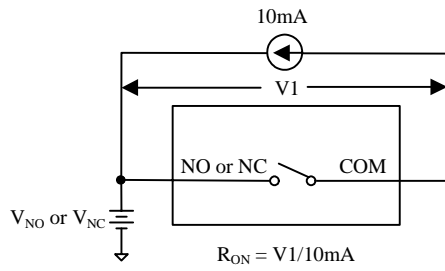 10mA
V1
NO or NC COM
V_NO or V_NC
R_ON = V1/10mA